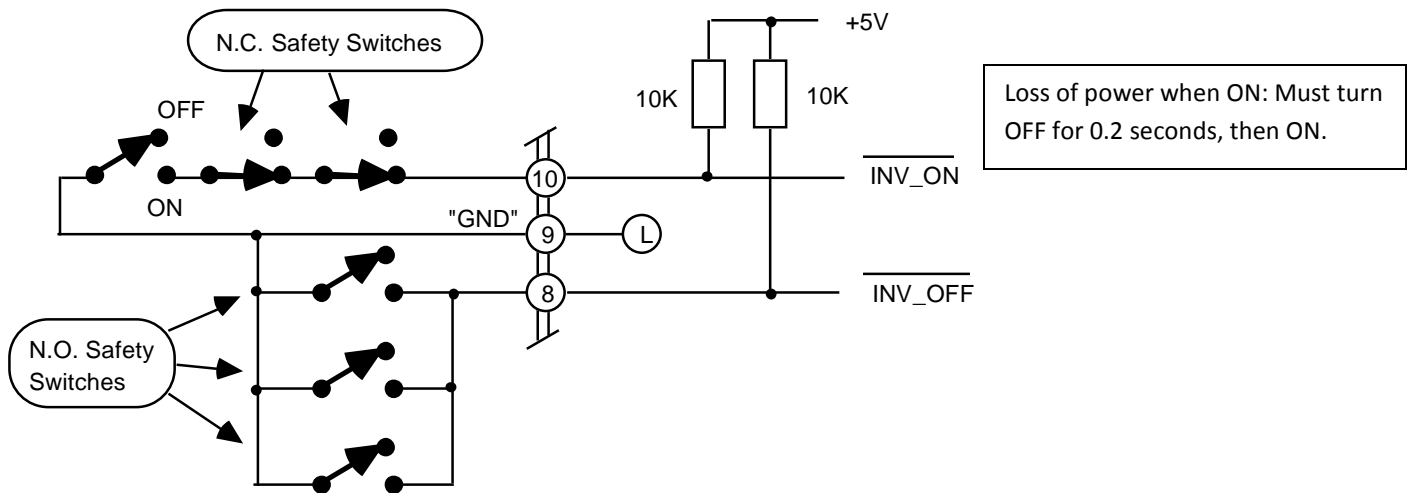 N.C. Safety Switches
+5V
10K
10K
Loss of power when ON: Must turn
OFF for 0.2 seconds, then ON.
OFF
ON
10
INV_ON
"GND"
9
L
8
INV_OFF
N.O. Safety
Switches